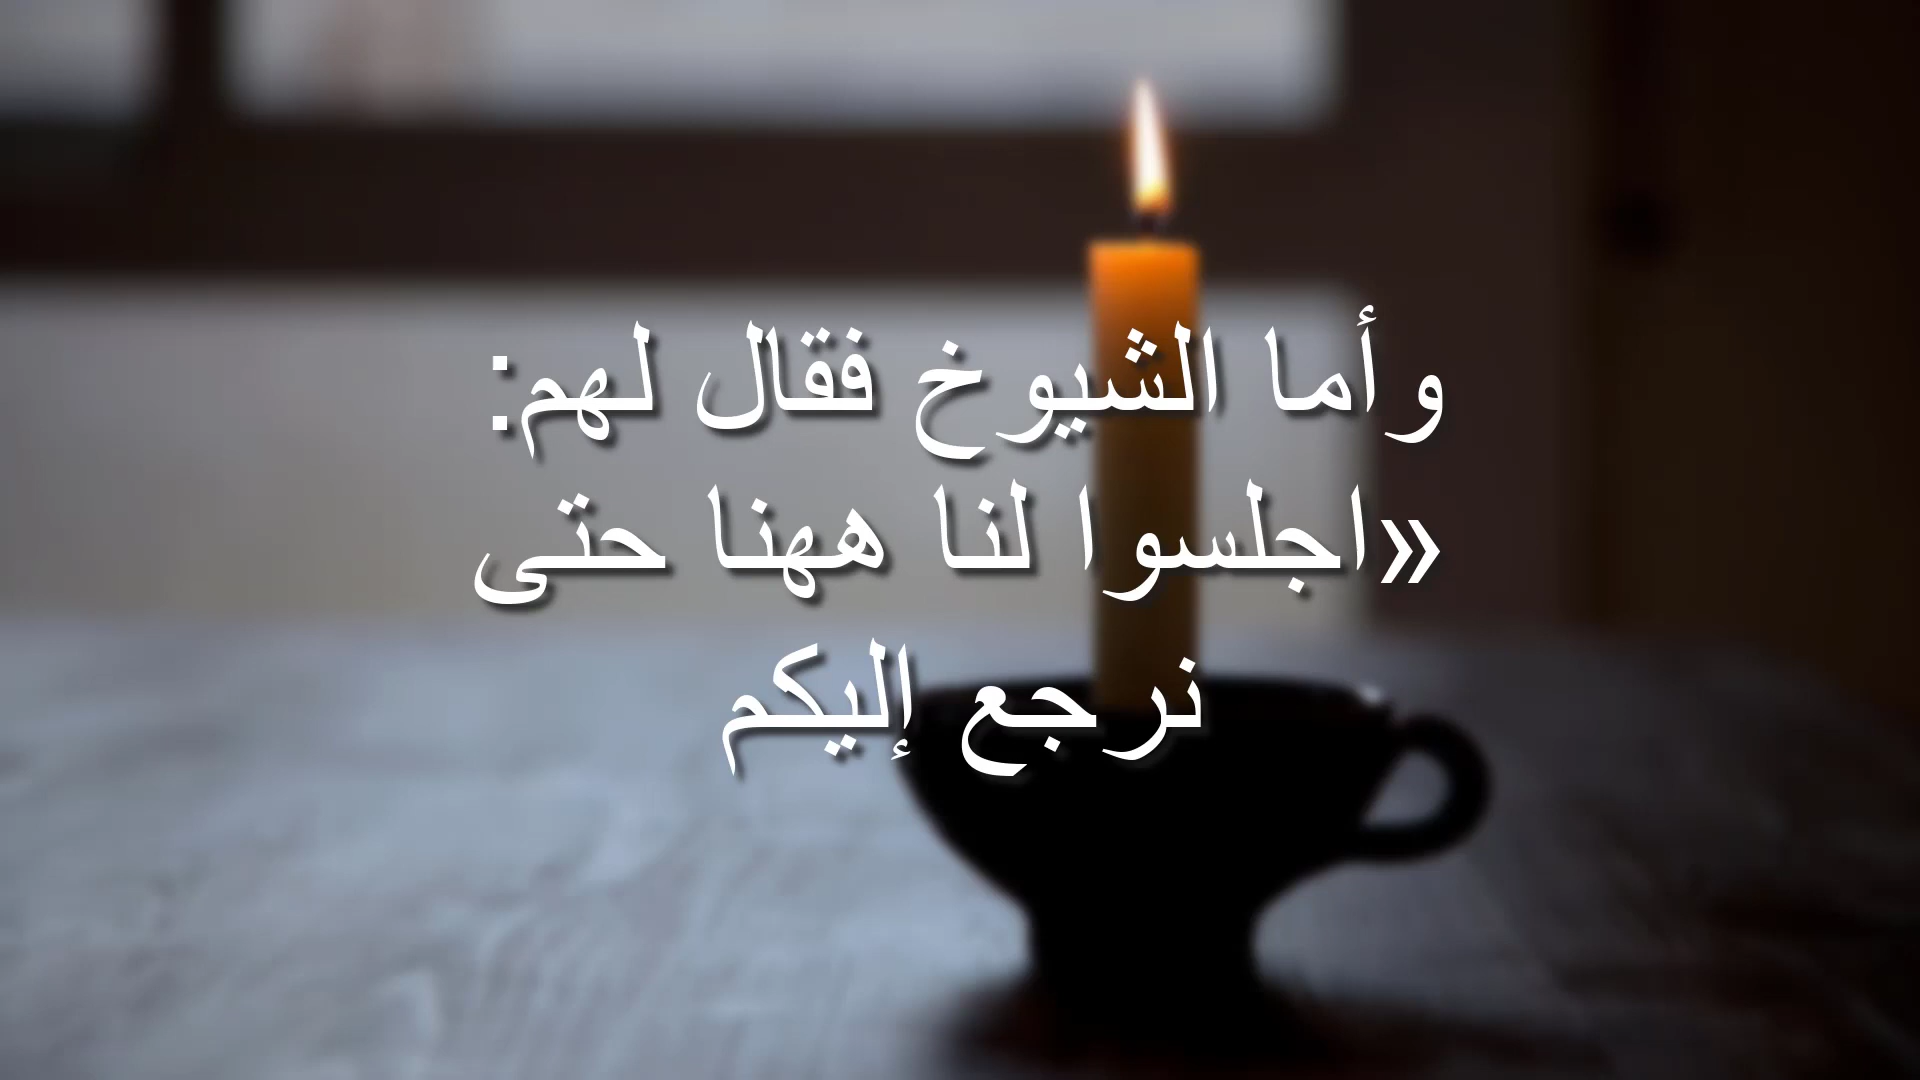 وأما الشيوخ فقال لهم:
«اجلسوا لنا ههنا حتى
نرجع إليكم